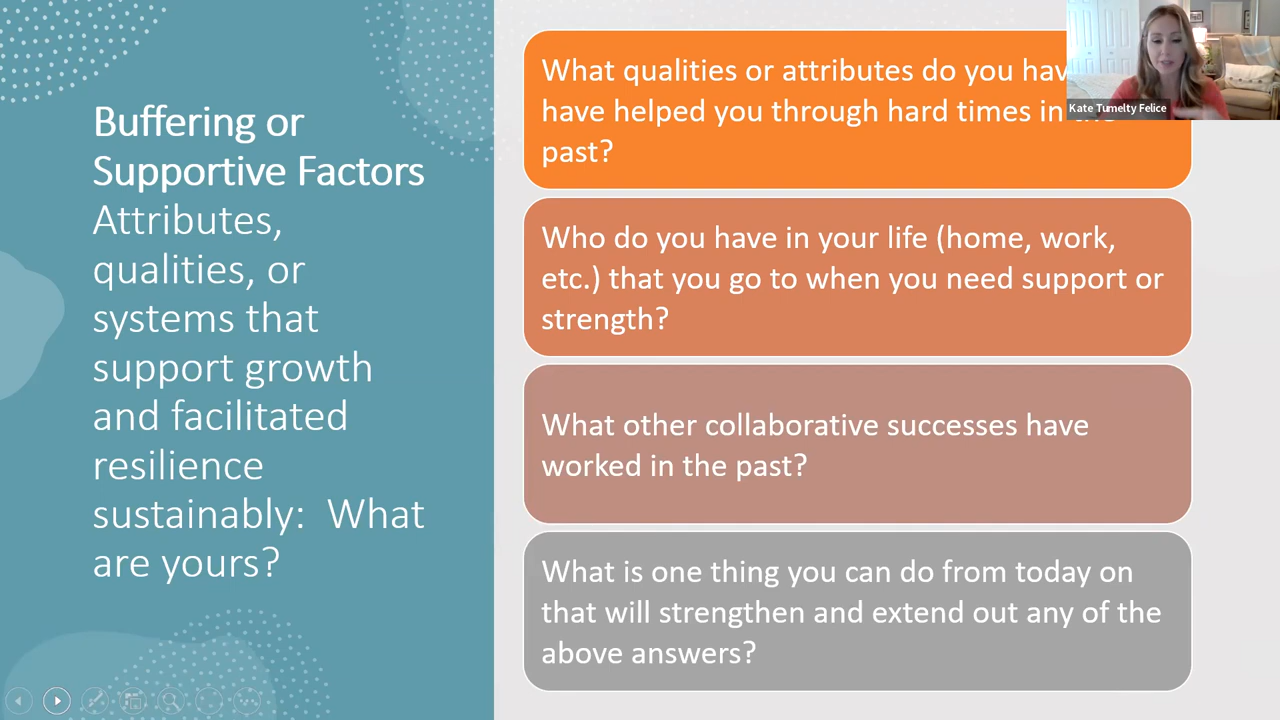 Buffering or
Supportive Factors
Attributes,
qualities, or
systems that
support growth
and facilitated
resilience
sustainably:  What
are yours?
What qualities or attributes do you hav
have helped you through hard times in
past?
Who do you have in your life (home, work,
etc.) that you go to when you need support or
strength?
What other collaborative successes have
worked in the past?
What is one thing you can do from today on
that will strengthen and extend out any of the
above answers?
Kate Tumelty Felice